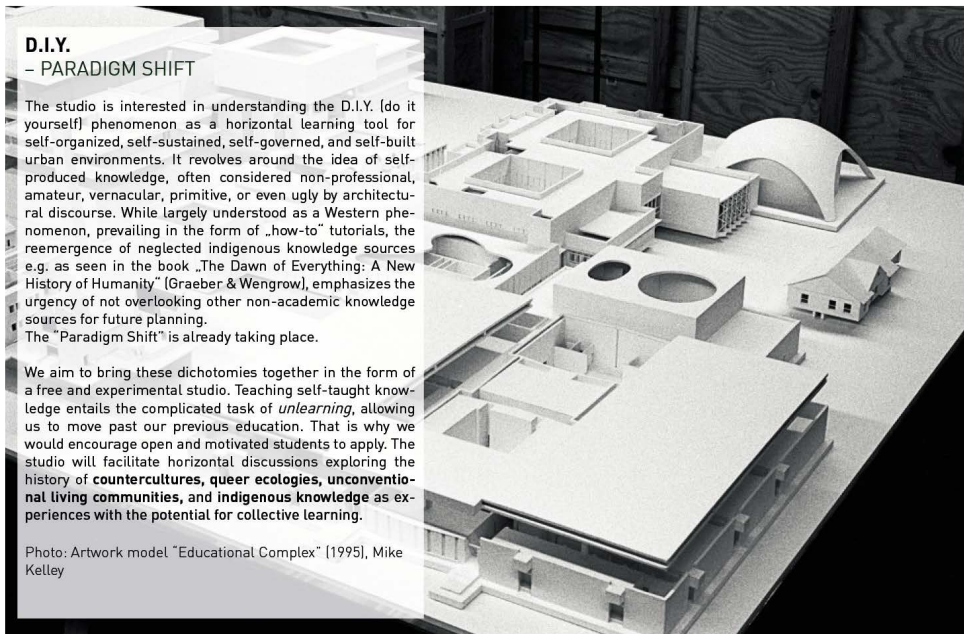 D.I.Y.
– PARADIGM SHIFT
The studio is interested in understanding the D.I.Y. (do it
yourself) phenomenon as a horizontal learning tool for
self-organized, self-sustained, self-governed, and self-built
urban environments. It revolves around the idea of self-
produced knowledge, often considered non-professional,
amateur, vernacular, primitive, or even ugly by architectu-
ral discourse. While largely understood as a Western phe-
nomenon, prevailing in the form of „how-to“ tutorials, the
reemergence of neglected indigenous knowledge sources
e.g. as seen in the book „The Dawn of Everything: A New
History of Humanity“ (Graeber & Wengrow), emphasizes the
urgency of not overlooking other non-academic knowledge
sources for future planning.
The “Paradigm Shift” is already taking place.
We aim to bring these dichotomies together in the form of
a free and experimental studio. Teaching self-taught know-
ledge entails the complicated task of unlearning, allowing
us to move past our previous education. That is why we
would encourage open and motivated students to apply. The
studio will facilitate horizontal discussions exploring the
history of countercultures, queer ecologies, unconventio-
nal living communities, and indigenous knowledge as ex-
periences with the potential for collective learning.
Photo: Artwork model “Educational Complex” (1995), Mike
Kelley